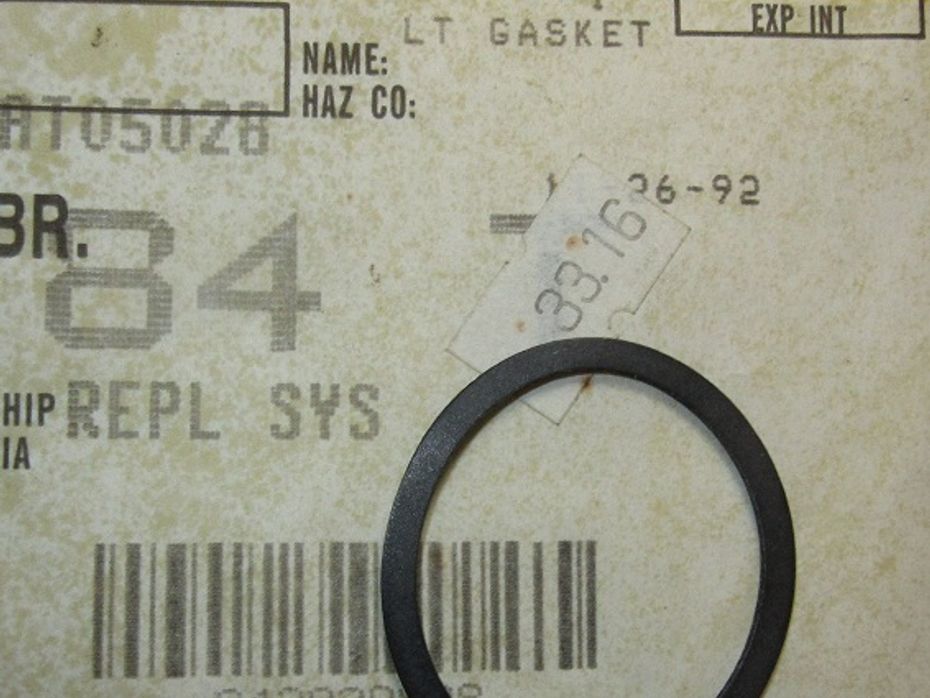 LT GASKET
EXP INT
NAME:
HAZ CO:
AT05028
26-92
BR.
84 -
33.16
HIP REPL SYS
IA